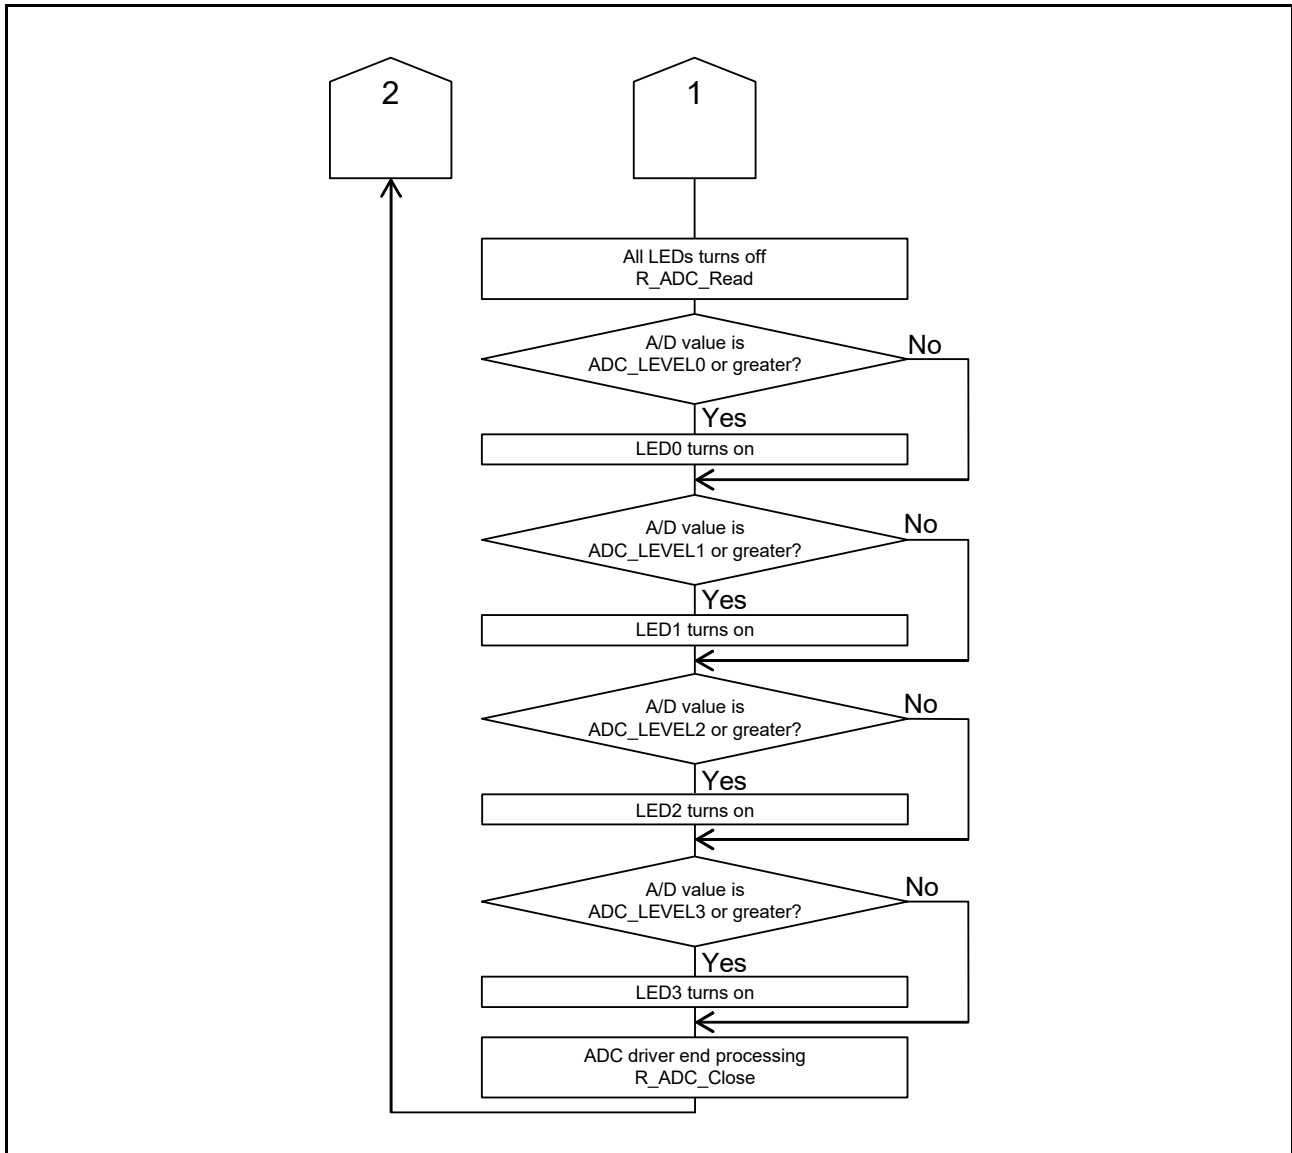 2
1
All LEDs turns off
R_ADC_Read
A/D value is
ADC_LEVEL0 or greater?
No
Yes
LED0 turns on
A/D value is
ADC_LEVEL1 or greater?
No
Yes
LED1 turns on
A/D value is
ADC_LEVEL2 or greater?
No
Yes
LED2 turns on
A/D value is
ADC_LEVEL3 or greater?
No
Yes
LED3 turns on
ADC driver end processing
R_ADC_Close